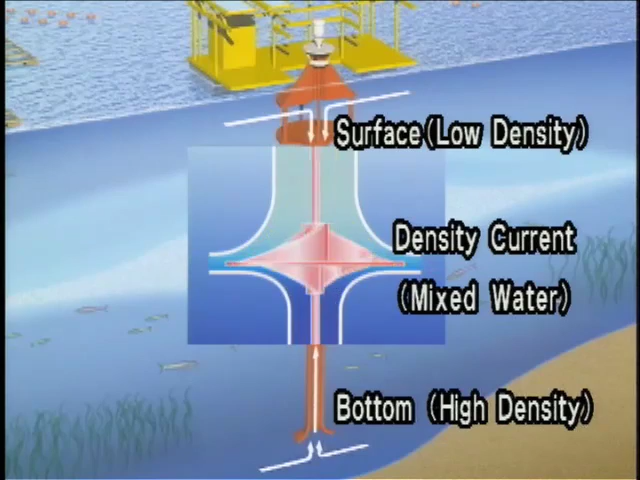 Surface(Low Density)
Density Current
(Mixed Water)
Bottom (High Density)